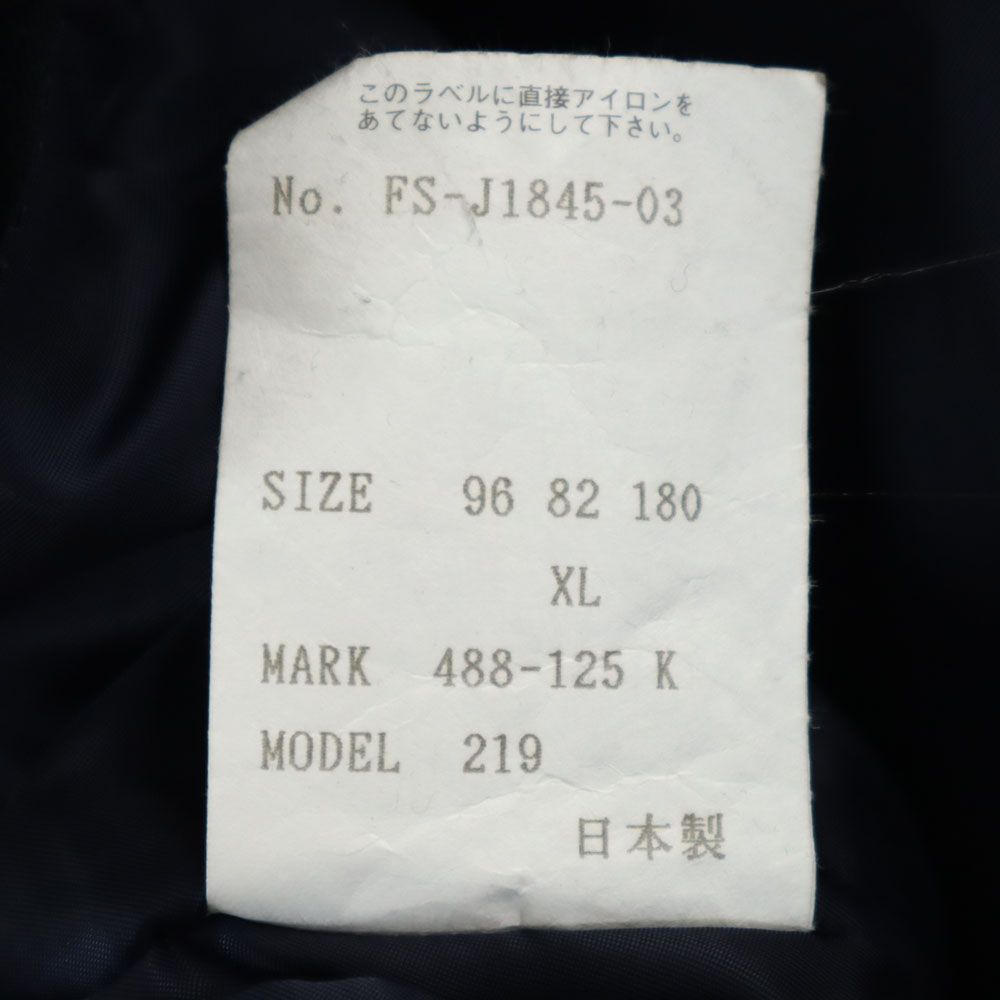 このラベルに直接アイロンを
あてないようにして下さい。
No. FS-J1845-03
SIZE 96 82 180
XL
MARK 488-125 K
MODEL 219
日本製